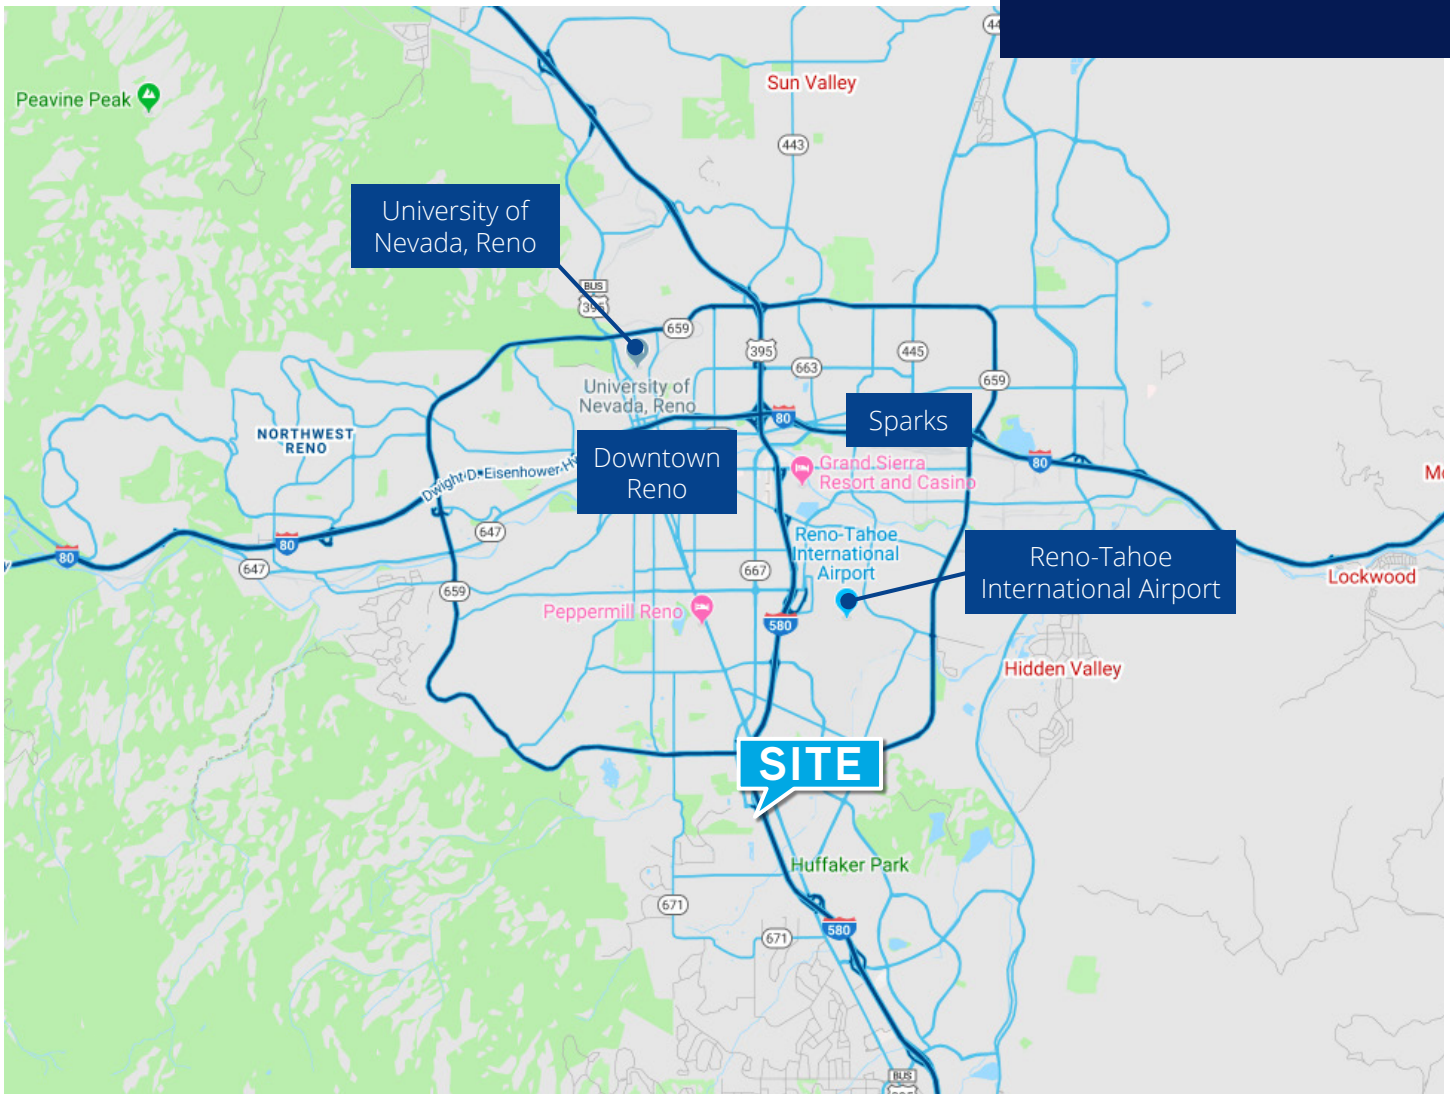 Sun Valley
Peavine Peak
443
University of
Nevada, Reno
BUS
395
659
395
663
445
659
University of
Nevada, Reno
80
Sparks
NORTHWEST
RENO
Downtown
Reno
Grand Sierra
Resort and Casino
80
Dwight D. Eisenhower
647
Reno-Tahoe
International
Airport
Reno-Tahoe
International Airport
80
80
647
667
659
Lockwood
Peppermill Reno
580
Hidden Valley
SITE
Huffaker Park
671
671
580
BUS